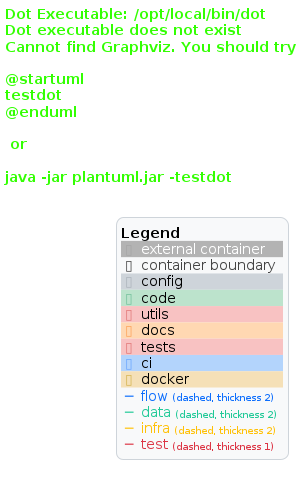 Dot Executable: /opt/local/bin/dot
Dot executable does not exist
Cannot find Graphviz. You should try
@startuml
testdot
@enduml
or
java -jar plantuml.jar -testdot
Legend
external container
container boundary
config
code
utils
docs
tests
ci
docker
─ flow (dashed, thickness 2)
─ data (dashed, thickness 2)
─ infra (dashed, thickness 2)
─ test (dashed, thickness 1)